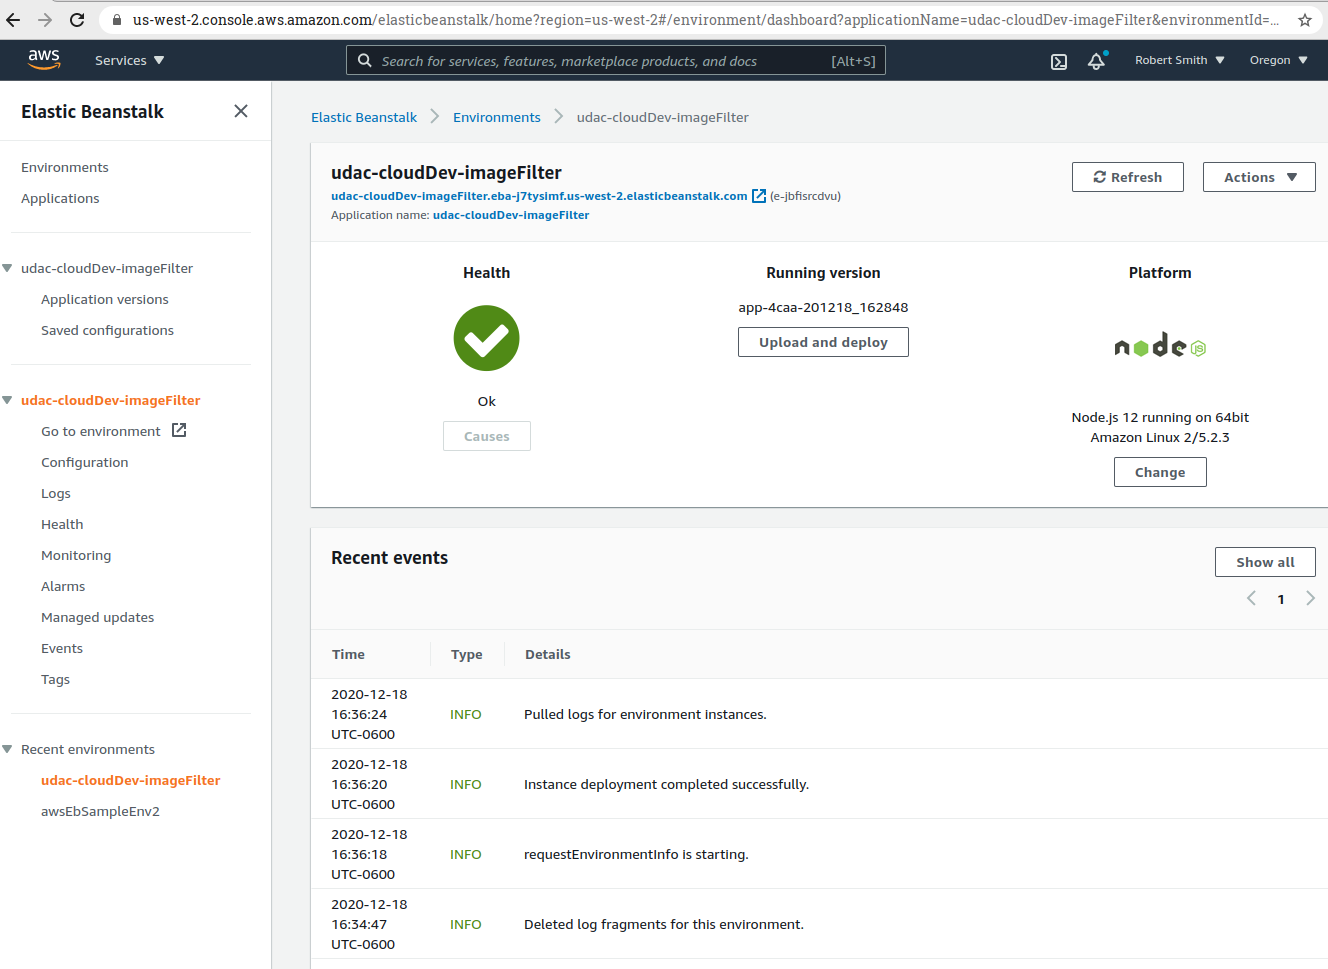 us-west-2.console.aws.amazon.com/elasticbeanstalk/home?region=us-west-2#/environment/dashboard?applicationName=udac-cloudDev-imageFilter&environmentId=...
aws
Services
Search for services, features, marketplace products, and docs [Alt+S]
Robert Smith
Oregon
Elastic Beanstalk
Environments
Applications
udac-cloudDev-imageFilter
Application versions
Saved configurations
udac-cloudDev-imageFilter
Go to environment
Configuration
Logs
Health
Monitoring
Alarms
Managed updates
Events
Tags
Recent environments
udac-cloudDev-imageFilter
awsEbSampleEnv2
Elastic Beanstalk
Environments
udac-cloudDev-imageFilter
udac-cloudDev-imageFilter
udac-cloudDev-imageFilter.eba-j7tysimf.us-west-2.elasticbeanstalk.com (e-jbfisrcdvu)
Application name: udac-cloudDev-imageFilter
Refresh
Actions
Health
Ok
Causes
Running version
app-4caa-201218_162848
Upload and deploy
Platform
node
JS
Node.js 12 running on 64bit
Amazon Linux 2/5.2.3
Change
Recent events
Show all
1
Time Type Details
2020-12-18
16:36:24
UTC-0600
INFO
Pulled logs for environment instances.
2020-12-18
16:36:20
UTC-0600
INFO
Instance deployment completed successfully.
2020-12-18
16:36:18
UTC-0600
INFO
requestEnvironmentInfo is starting.
2020-12-18
16:34:47
UTC-0600
INFO
Deleted log fragments for this environment.